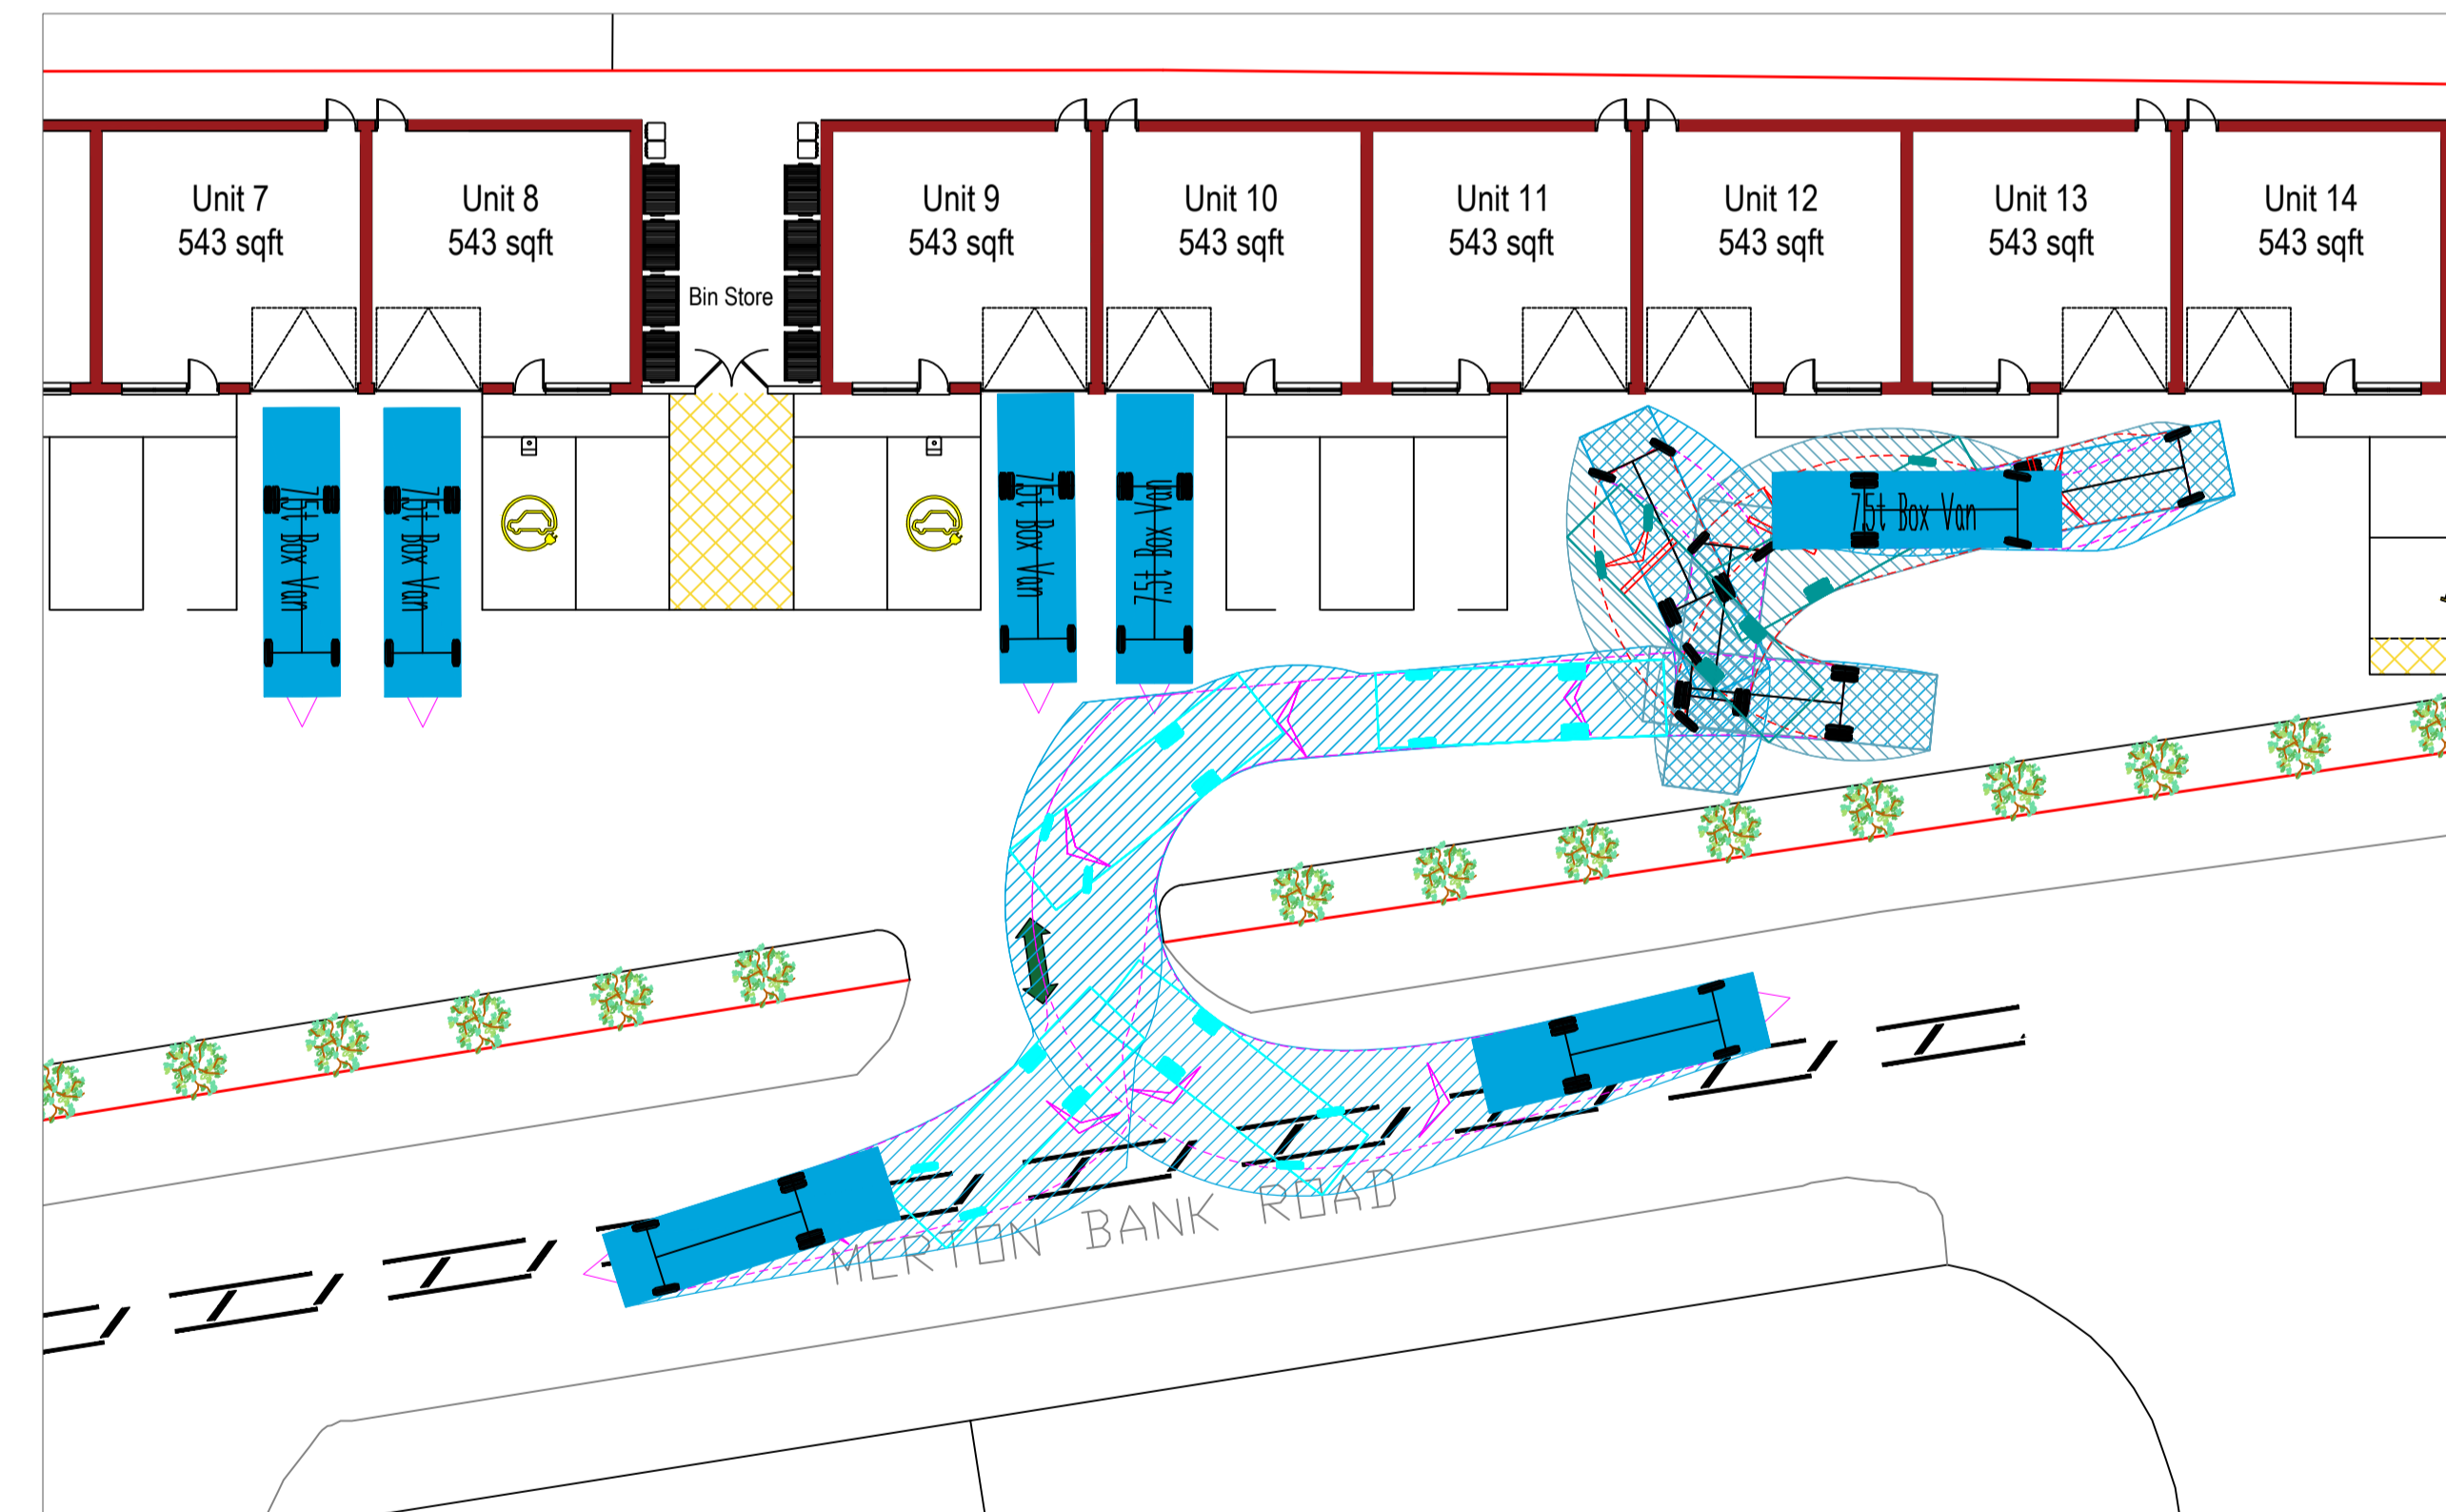 Unit 7
543 sqft
Unit 8
543 sqft
Bin Store
Unit 9
543 sqft
Unit 10
543 sqft
Unit 11
543 sqft
Unit 12
543 sqft
Unit 13
543 sqft
Unit 14
543 sqft
7.5t Box Van
7.5t Box Van
7.5t Box Van
7.5t Box Van
7.5t Box Van
MERTON BANK ROAD